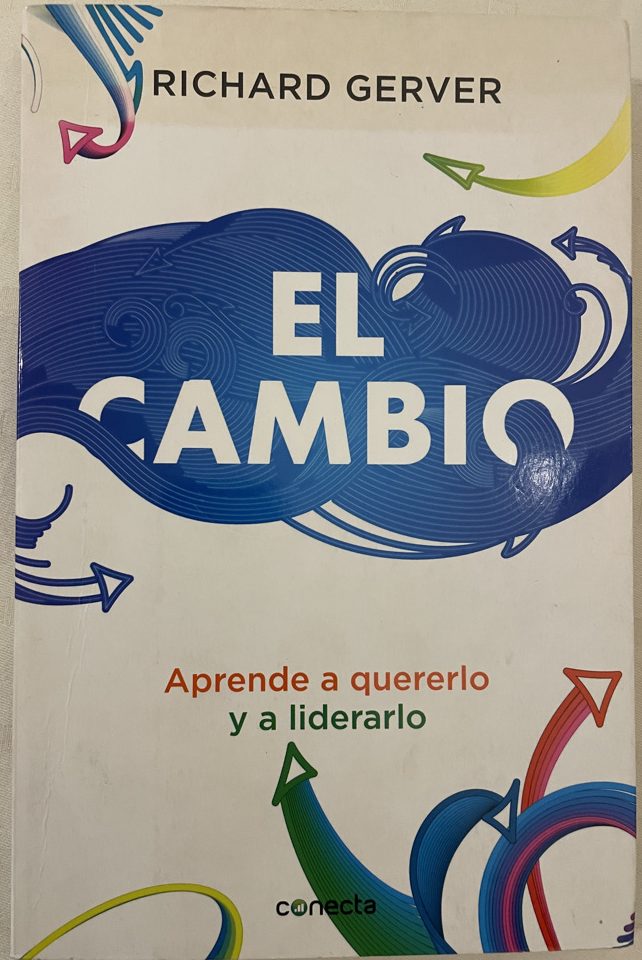 RICHARD GERVER
EL
CAMBIO
Aprende a quererlo
y a liderarlo
conecta